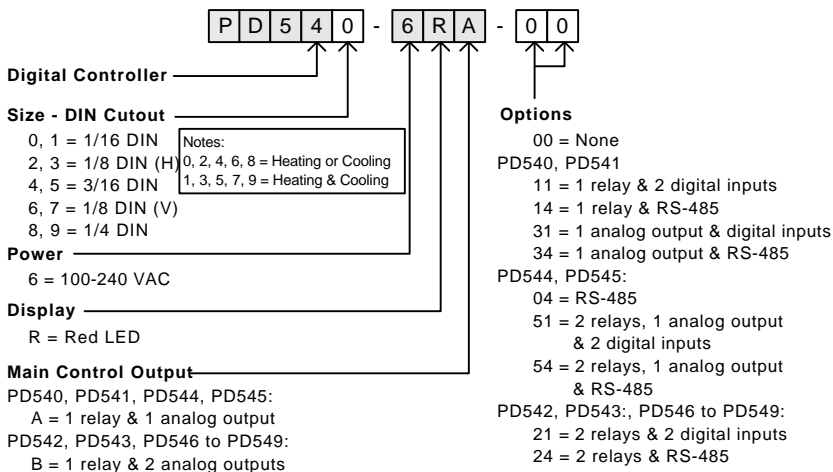 PD540 - 6RA - 00
Digital Controller
Size - DIN Cutout
0, 1 = 1/16 DIN
2, 3 = 1/8 DIN (H)
4, 5 = 3/16 DIN
6, 7 = 1/8 DIN (V)
8, 9 = 1/4 DIN
Notes:
0, 2, 4, 6, 8 = Heating or Cooling
1, 3, 5, 7, 9 = Heating & Cooling
Power
6 = 100-240 VAC
Display
R = Red LED
Main Control Output
PD540, PD541, PD544, PD545:
A = 1 relay & 1 analog output
PD542, PD543, PD546 to PD549:
B = 1 relay & 2 analog outputs
Options
00 = None
PD540, PD541
11 = 1 relay & 2 digital inputs
14 = 1 relay & RS-485
31 = 1 analog output & digital inputs
34 = 1 analog output & RS-485
PD544, PD545:
04 = RS-485
51 = 2 relays, 1 analog output
& 2 digital inputs
54 = 2 relays, 1 analog output
& RS-485
PD542, PD543:, PD546 to PD549:
21 = 2 relays & 2 digital inputs
24 = 2 relays & RS-485